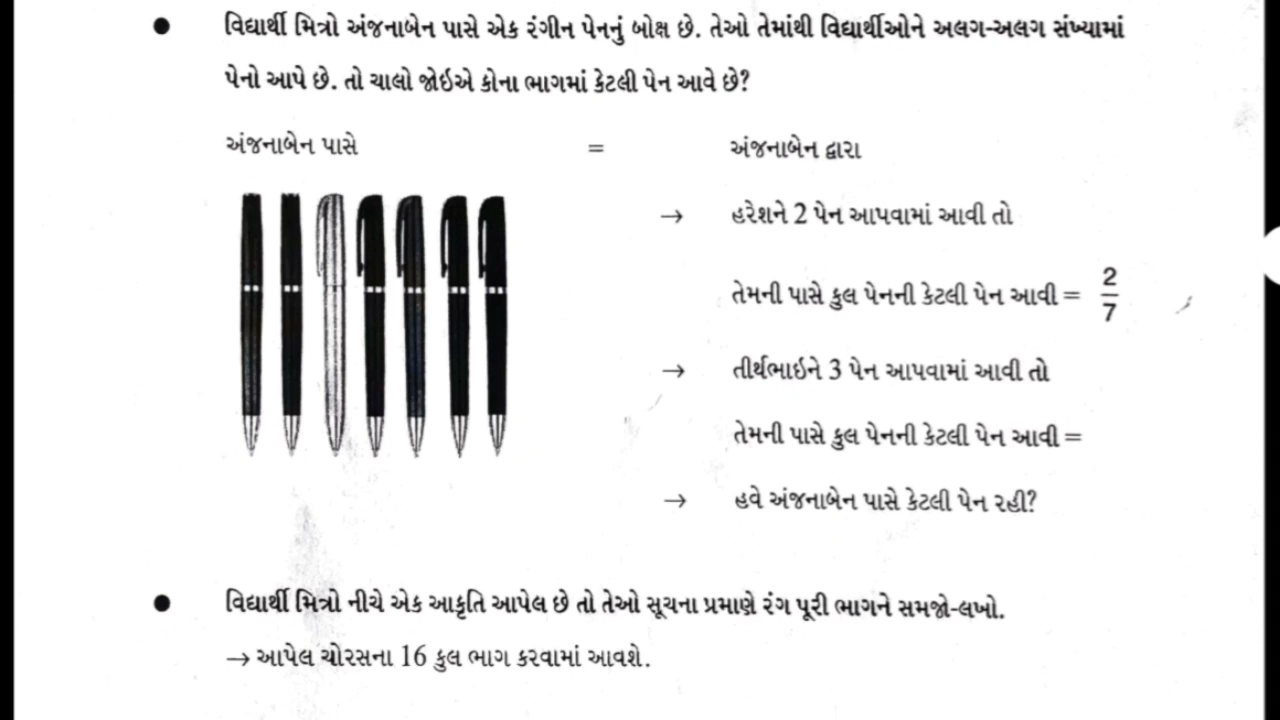 ● વિદ્યાર્થી મિત્રો અંજનાબેન પાસે એક રંગીન પેનનું બોક્ષ છે. તેઓ તેમાંથી વિદ્યાર્થીઓને અલગ-અલગ સંખ્યામાં
પેનો આપે છે. તો ચાલો જોઇએ કોના ભાગમાં કેટલી પેન આવે છે?
અંજનાબેન પાસે = અંજનાબેન દ્વારા
→ હરેશને 2 પેન આપવામાં આવી તો
તેમની પાસે કુલ પેનની કેટલી પેન આવી = 2/7
→ તીર્થભાઇને 3 પેન આપવામાં આવી તો
તેમની પાસે કુલ પેનની કેટલી પેન આવી =
→ હવે અંજનાબેન પાસે કેટલી પેન રહી?
● વિદ્યાર્થી મિત્રો નીચે એક આકૃતિ આપેલ છે તો તેઓ સૂચના પ્રમાણે રંગ પૂરી ભાગને સમજો-લખો.
→ આપેલ ચોરસના 16 કુલ ભાગ કરવામાં આવશે.